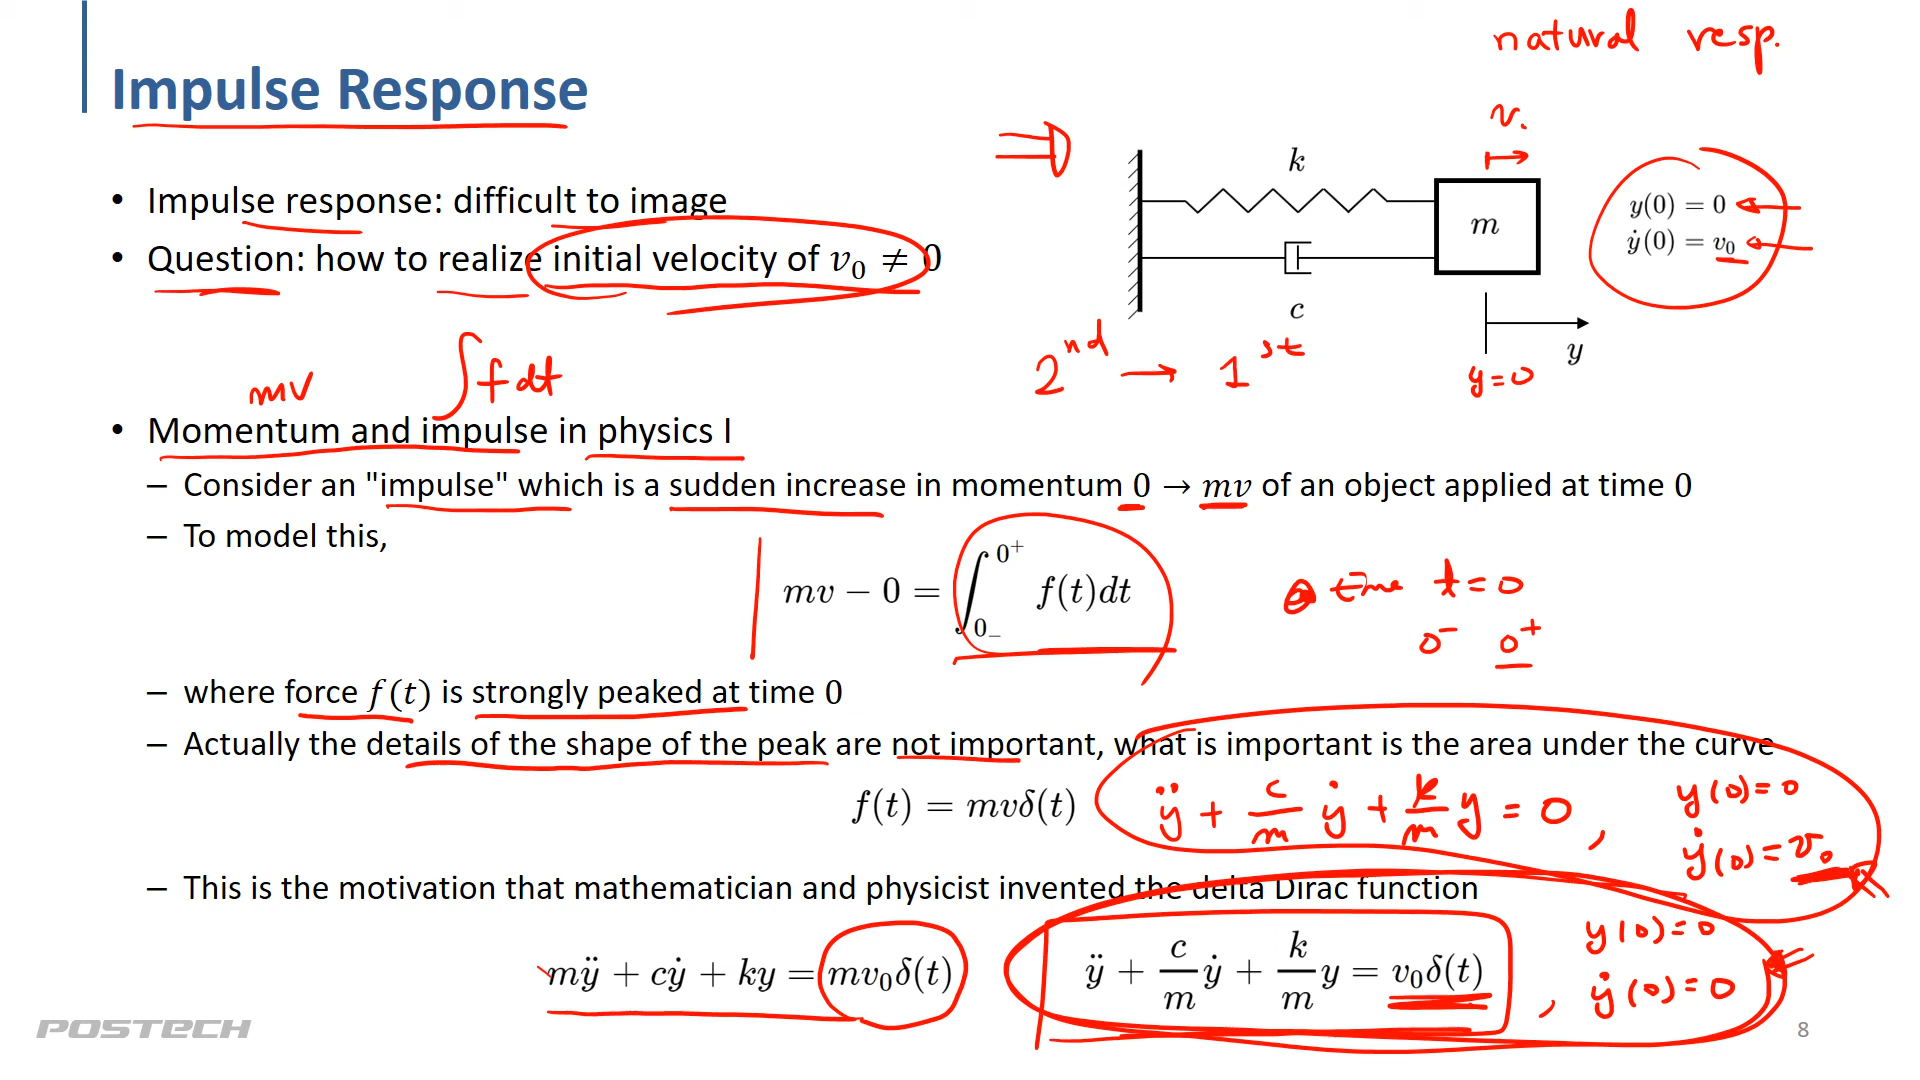 natural resp.
Impulse Response
v.
k
m
y(0) = 0
ẏ(0) = v₀
c
y
y = 0
2nd → 1st
• Impulse response: difficult to image
• Question: how to realize initial velocity of v₀ ≠ 0
mv ∫f dt
• Momentum and impulse in physics I
– Consider an "impulse" which is a sudden increase in momentum 0 → mv of an object applied at time 0
– To model this,
mv − 0 = ∫₀₋^0⁺ f(t)dt
time t = 0
0⁻ 0⁺
– where force f(t) is strongly peaked at time 0
– Actually the details of the shape of the peak are not important, what is important is the area under the curve
f(t) = mvδ(t)
ÿ + c/m ẏ + k/m y = 0 , y(0) = 0
ẏ(0) = v₀
– This is the motivation that mathematician and physicist invented the delta Dirac function
mÿ + cẏ + ky = mv₀δ(t)
ÿ + c/m ẏ + k/m y = v₀δ(t) , y(0) = 0
ẏ(0) = 0
POSTECH
8